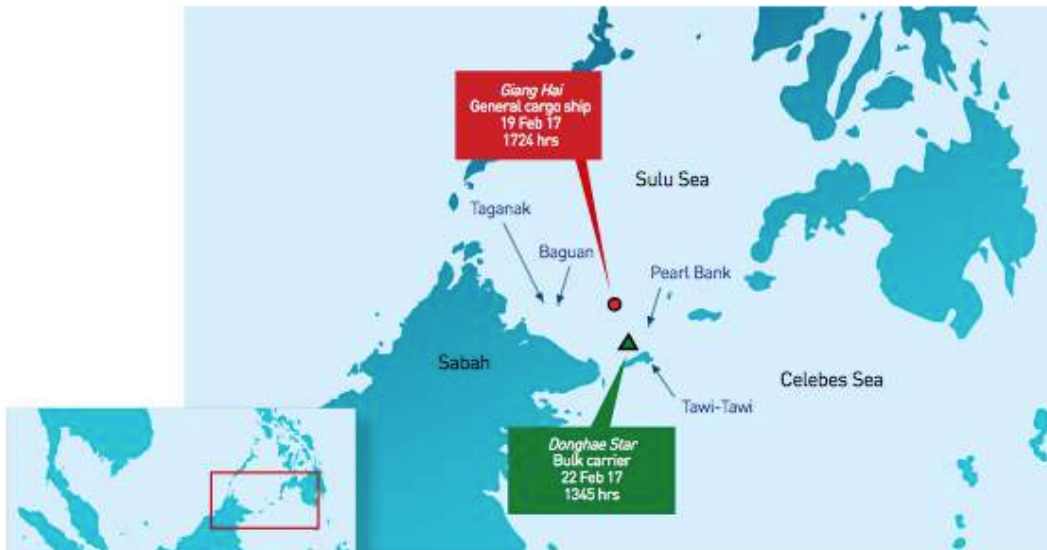 Giang Hai
General cargo ship
19 Feb 17
1724 hrs
Sulu Sea
Taganak
Baguan
Pearl Bank
Sabah
Celebes Sea
Tawi-Tawi
Donghae Star
Bulk carrier
22 Feb 17
1345 hrs